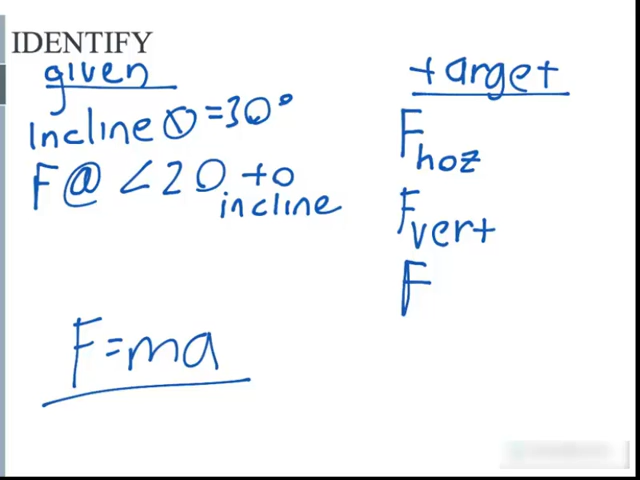 IDENTIFY
given
incline θ = 30°
F @ < 20 to
incline
target
Fhoz
Fvert
F
F=ma